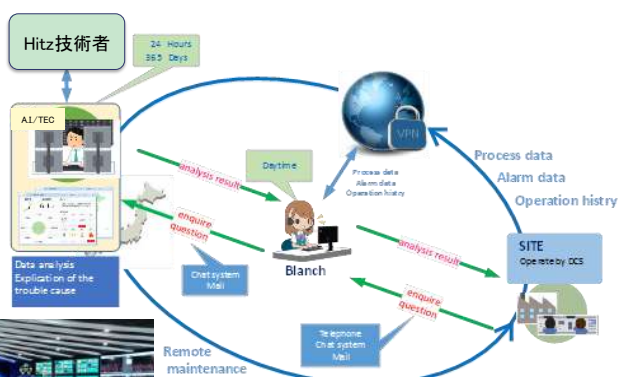 Hitz技術者
24 Hours
365 Days
AI/TEC
VPN
Daytime
Process data
Alarm data
Operation histry
Process data
Alarm data
Operation histry
analysis result
enquire
question
Blanch
analysis result
SITE
Operate by DCS
Data analysis
Explication of the
trouble cause
Chat system
Mail
enquire
question
Telephone
Chat system
Mail
Remote
maintenance